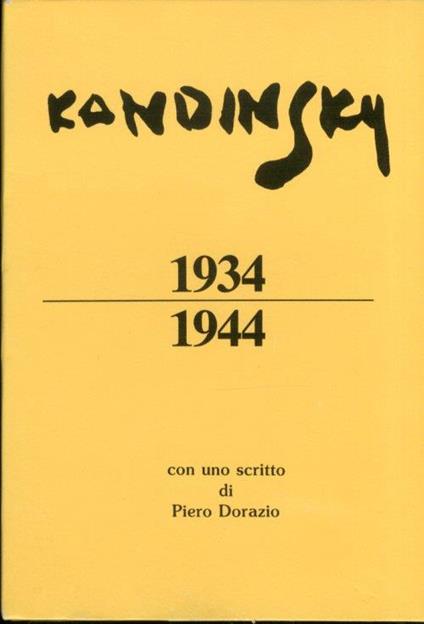 KANDINSKY
1934
1944
con uno scritto
di
Piero Dorazio